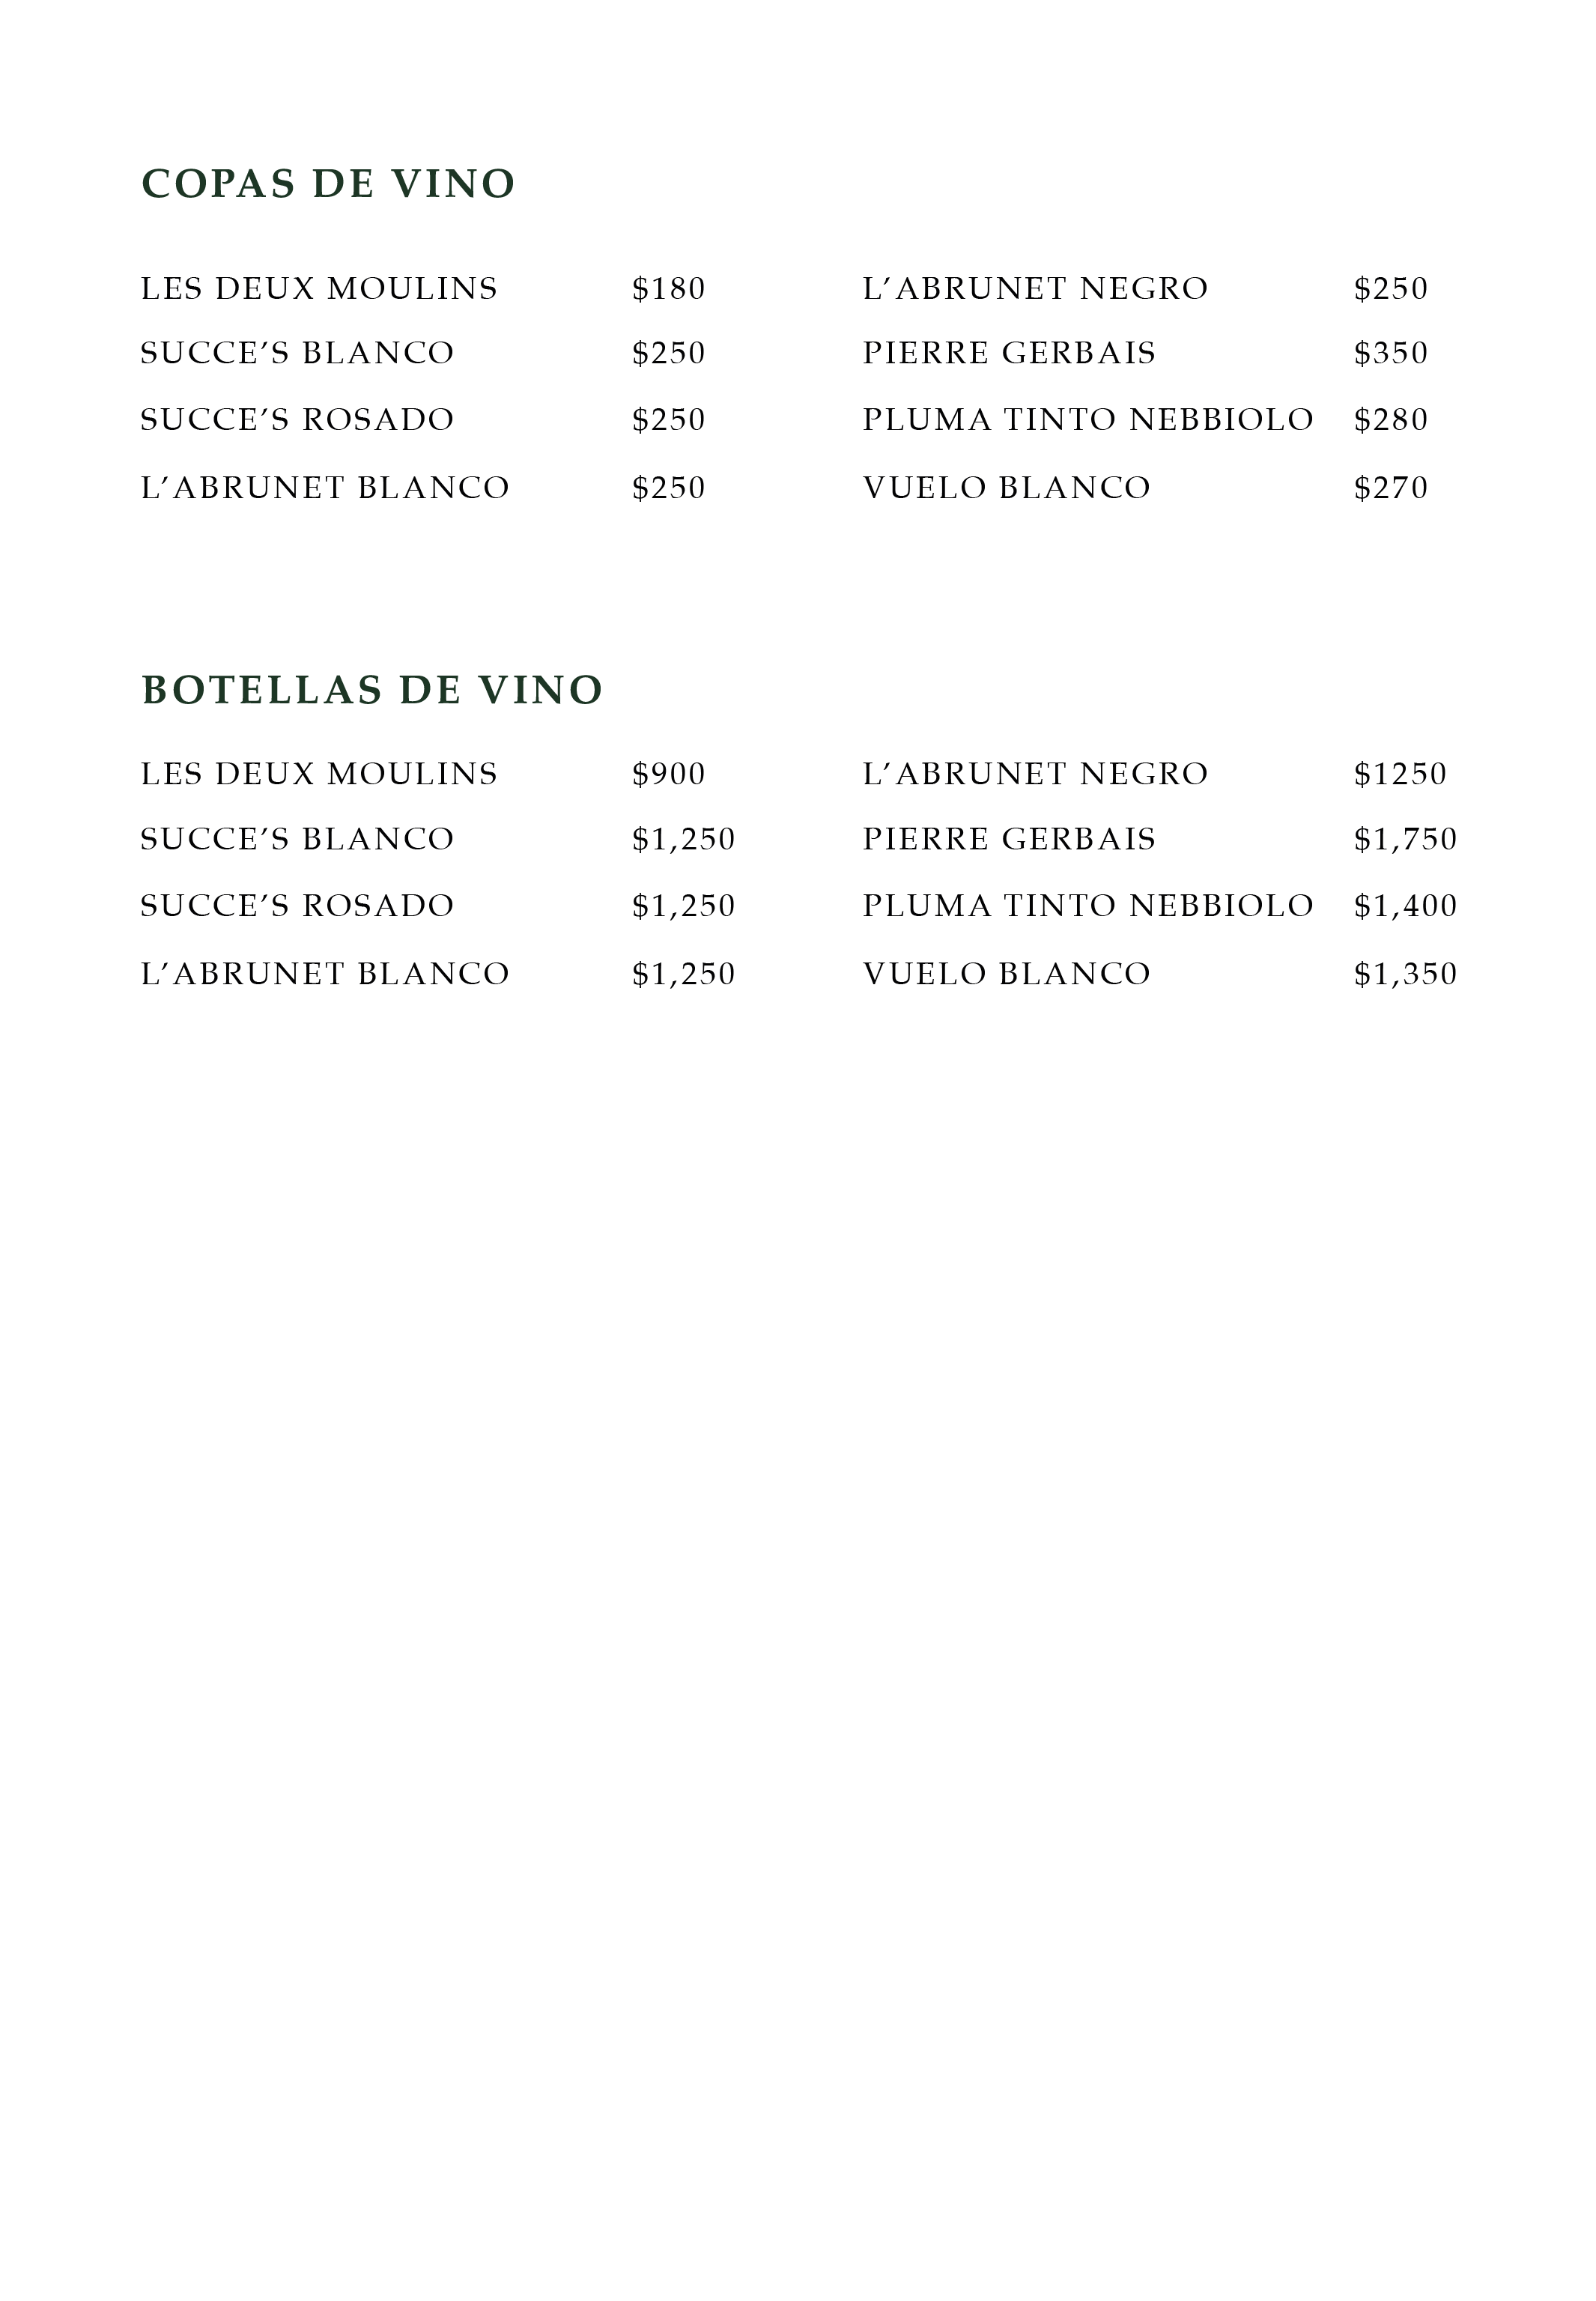 COPAS DE VINO
LES DEUX MOULINS $180 L’ABRUNET NEGRO $250
SUCCE’S BLANCO $250 PIERRE GERBAIS $350
SUCCE’S ROSADO $250 PLUMA TINTO NEBBIOLO $280
L’ABRUNET BLANCO $250 VUELO BLANCO $270
BOTELLAS DE VINO
LES DEUX MOULINS $900 L’ABRUNET NEGRO $1250
SUCCE’S BLANCO $1,250 PIERRE GERBAIS $1,750
SUCCE’S ROSADO $1,250 PLUMA TINTO NEBBIOLO $1,400
L’ABRUNET BLANCO $1,250 VUELO BLANCO $1,350